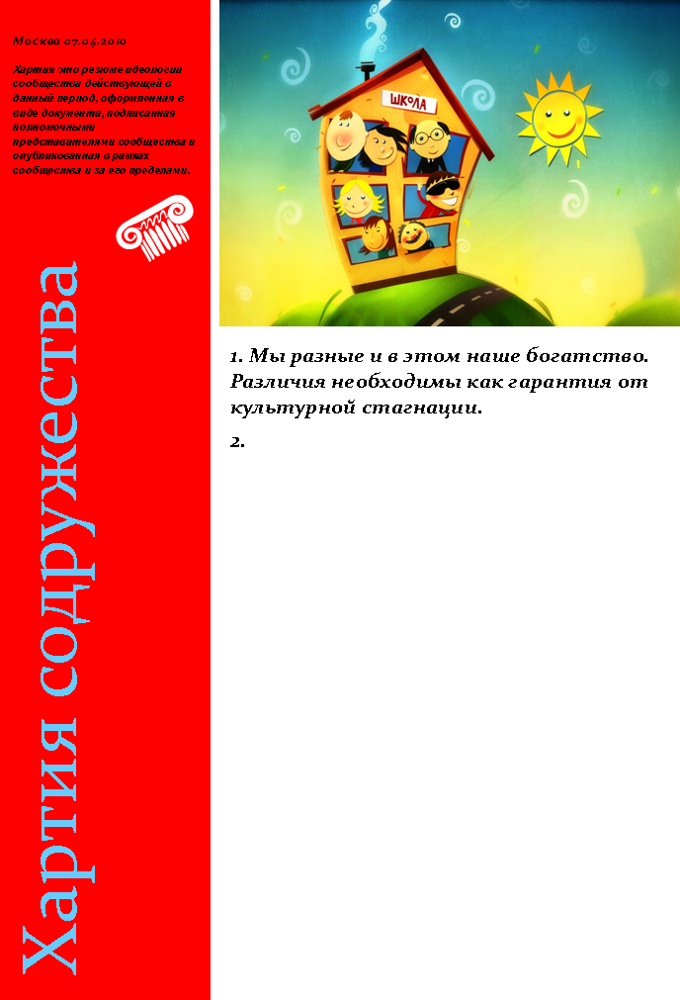 Москва 07.04.2010
Хартия это резюме идеологии
сообщества действующей в
данный период, оформленная в
виде документа, подписанная
полномочными
представителями сообщества и
опубликованная в рамках
сообщества и за его пределами.
Хартия содружества
ШКОЛА
1. Мы разные и в этом наше богатство.
Различия необходимы как гарантия от
культурной стагнации.
2.